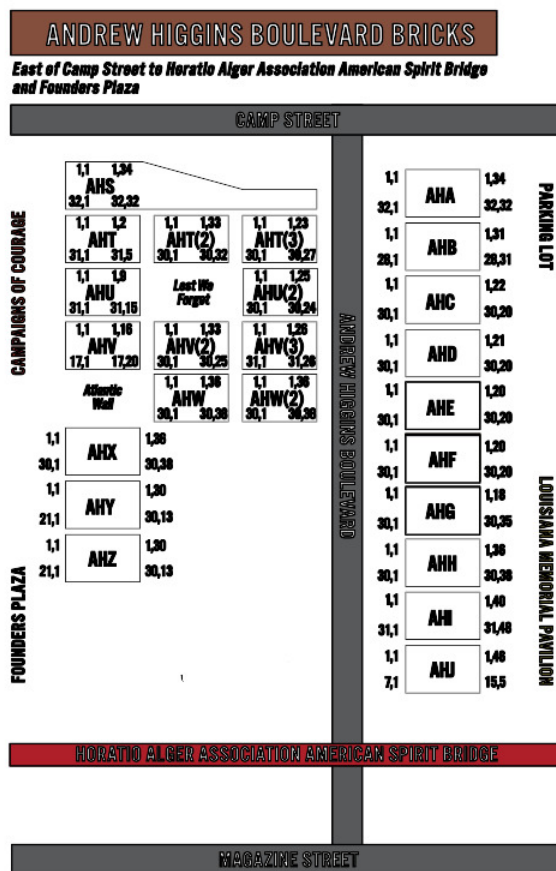 ANDREW HIGGINS BOULEVARD BRICKS
East of Camp Street to Horatio Alger Association American Spirit Bridge
and Founders Plaza
CAMP STREET
1,1 1,34
AHS
32,1 32,32
1,1 1,2
AHT
31,1 31,5
1,1 1,33
AHT(2)
30,1 30,32
1,1 1,23
AHT(3)
30,1 30,27
1,1 1,9
AHU
31,1 31,15
Lest We
Forget
1,1 1,25
AHU(2)
30,1 30,24
1,1 1,16
AHV
17,1 17,20
1,1 1,33
AHV(2)
30,1 30,25
1,1 1,26
AHV(3)
31,1 31,26
Atlantic
Wall
1,1 1,36
AHW
30,1 30,38
1,1 1,36
AHW(2)
30,1 30,38
1,1 1,36
AHX
30,1 30,38
1,1 1,30
AHY
21,1 30,13
1,1 1,30
AHZ
21,1 30,13
CAMPAIGNS OF COURAGE
FOUNDERS PLAZA
ANDREW HIGGINS BOULEVARD
1,1 1,34
AHA
32,1 32,32
1,1 1,31
AHB
28,1 28,31
1,1 1,22
AHC
30,1 30,20
1,1 1,21
AHD
30,1 30,20
1,1 1,20
AHE
30,1 30,20
1,1 1,20
AHF
30,1 30,20
1,1 1,18
AHG
30,1 30,35
1,1 1,36
AHH
30,1 30,38
1,1 1,40
AHI
31,1 31,48
1,1 1,48
AHJ
7,1 15,5
PARKING LOT
LOUISIANA MEMORIAL PAVILION
HORATIO ALGER ASSOCIATION AMERICAN SPIRIT BRIDGE
MAGAZINE STREET